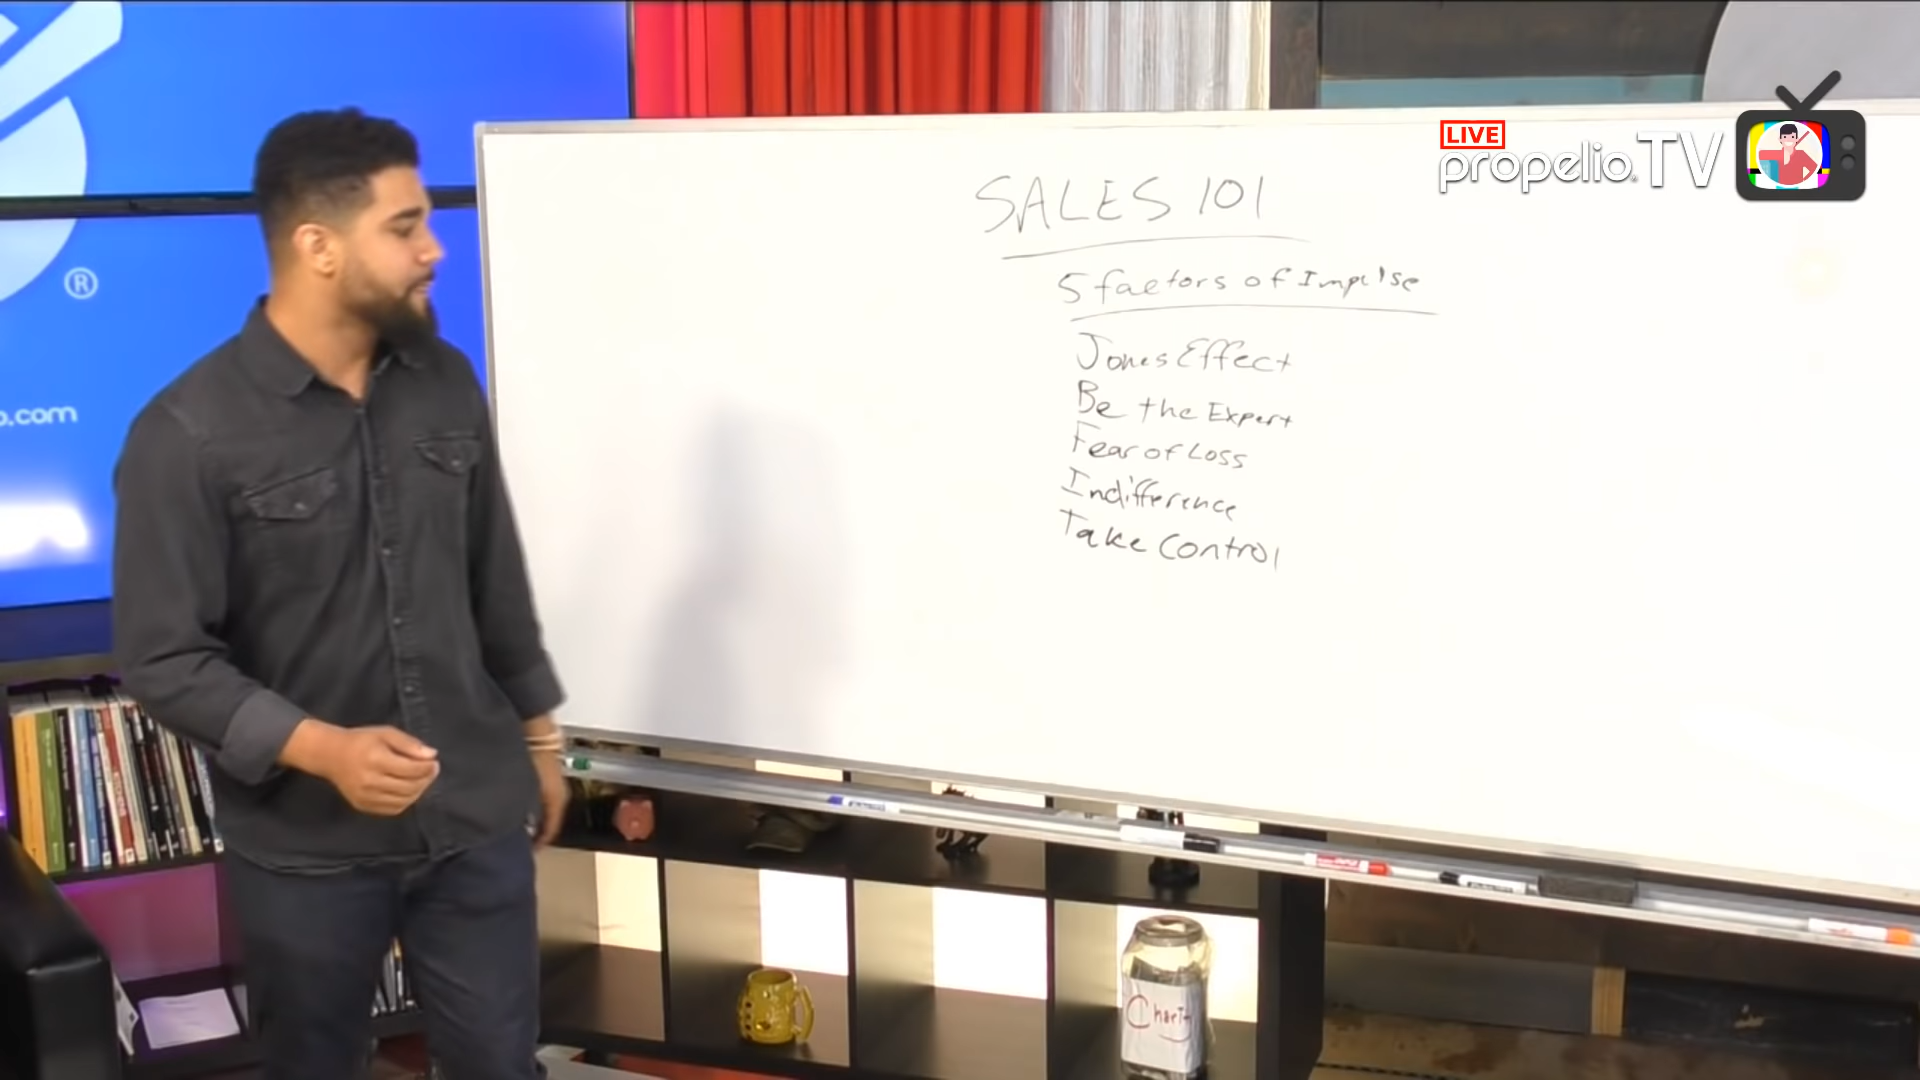 LIVE
propelio.TV
SALES 101
5 factors of Impulse
Jones Effect
Be the Expert
Fear of Loss
Indifference
Take Control
®
o.com
Charity